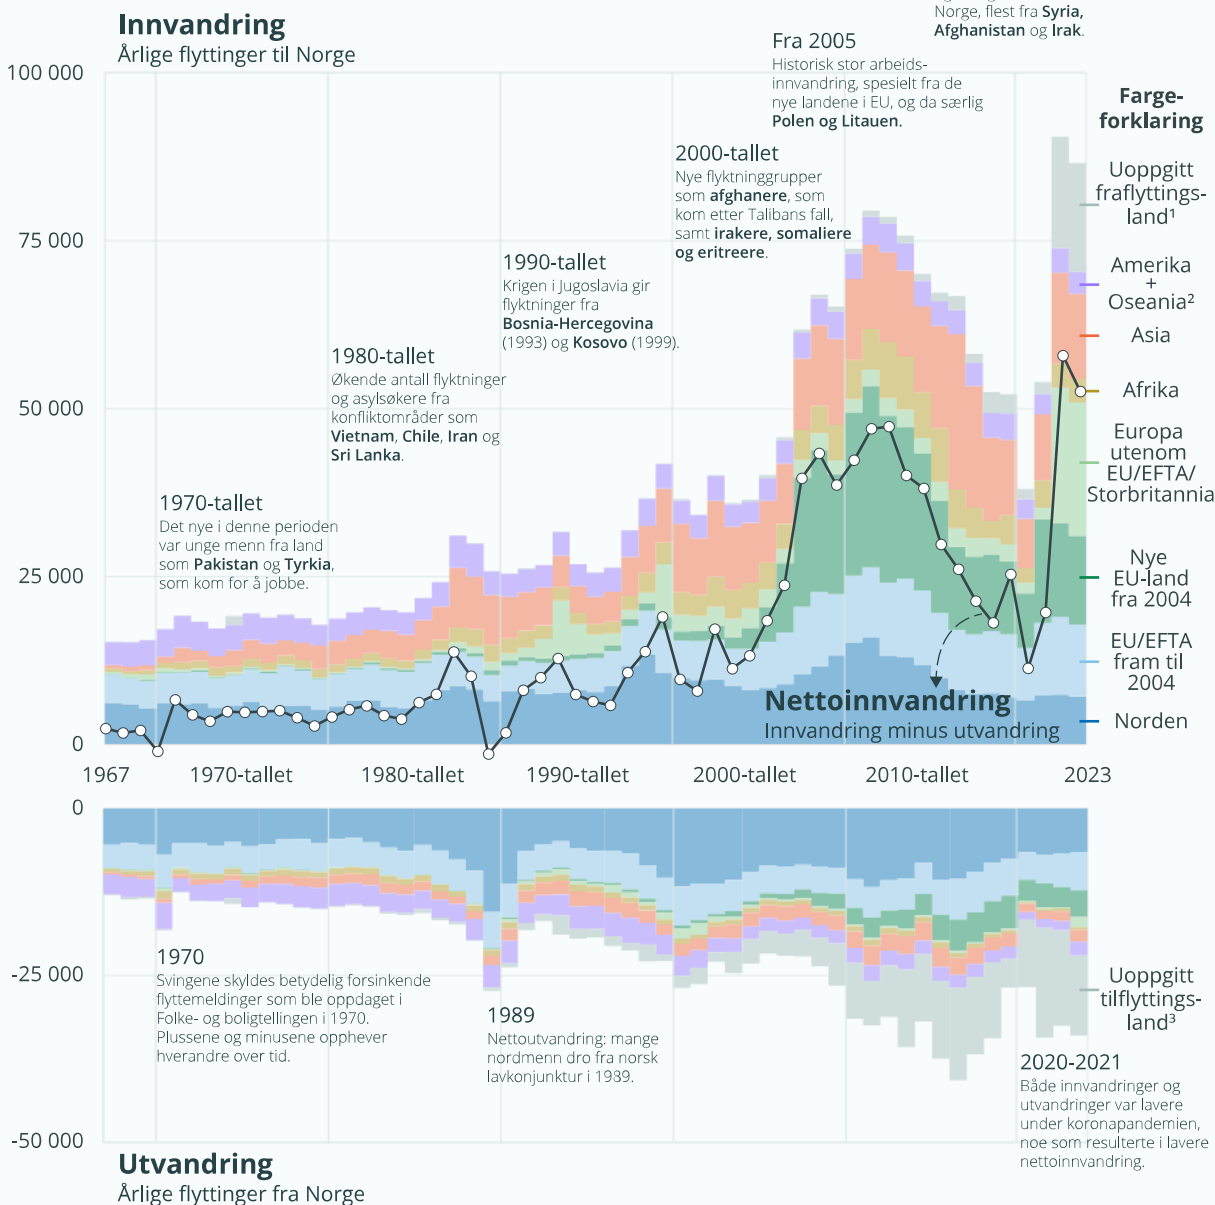 Norge, flest fra Syria,
Afghanistan og Irak.
Innvandring
Årlige flyttinger til Norge
Fra 2005
Historisk stor arbeids-
innvandring, spesielt fra de
nye landene i EU, og da særlig
Polen og Litauen.
2000-tallet
Nye flyktninggrupper
som afghanere, som
kom etter Talibans fall,
samt irakere, somaliere
og eritreere.
1990-tallet
Krigen i Jugoslavia gir
flyktninger fra
Bosnia-Hercegovina
(1993) og Kosovo (1999).
1980-tallet
Økende antall flyktninger
og asylsøkere fra
konfliktområder som
Vietnam, Chile, Iran og
Sri Lanka.
1970-tallet
Det nye i denne perioden
var unge menn fra land
som Pakistan og Tyrkia,
som kom for å jobbe.
100 000
75 000
50 000
25 000
0
Farge-
forklaring
Uoppgitt
fraflyttings-
land¹
Amerika
+
Oseania²
Asia
Afrika
Europa
utenom
EU/EFTA/
Storbritannia
Nye
EU-land
fra 2004
EU/EFTA
fram til
2004
Norden
Nettoinnvandring
Innvandring minus utvandring
1967
1970-tallet
1980-tallet
1990-tallet
2000-tallet
2010-tallet
2023
0
-25 000
-50 000
1970
Svingene skyldes betydelig forsinkende
flyttemeldinger som ble oppdaget i
Folke- og boligtellingen i 1970.
Plussene og minusene opphever
hverandre over tid.
1989
Nettoutvandring: mange
nordmenn dro fra norsk
lavkonjunktur i 1989.
Uoppgitt
tilflyttings-
land³
2020-2021
Både innvandringer og
utvandringer var lavere
under koronapandemien,
noe som resulterte i lavere
nettoinnvandring.
Utvandring
Årlige flyttinger fra Norge